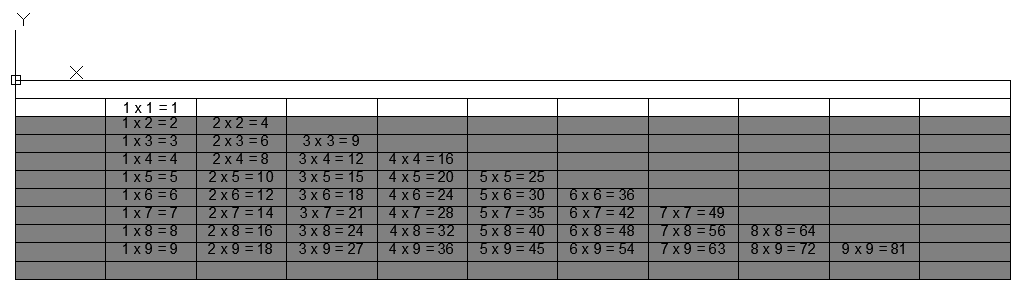 Y
X
1 x 1 = 1
1 x 2 = 2 2 x 2 = 4
1 x 3 = 3 2 x 3 = 6 3 x 3 = 9
1 x 4 = 4 2 x 4 = 8 3 x 4 = 12 4 x 4 = 16
1 x 5 = 5 2 x 5 = 10 3 x 5 = 15 4 x 5 = 20 5 x 5 = 25
1 x 6 = 6 2 x 6 = 12 3 x 6 = 18 4 x 6 = 24 5 x 6 = 30 6 x 6 = 36
1 x 7 = 7 2 x 7 = 14 3 x 7 = 21 4 x 7 = 28 5 x 7 = 35 6 x 7 = 42 7 x 7 = 49
1 x 8 = 8 2 x 8 = 16 3 x 8 = 24 4 x 8 = 32 5 x 8 = 40 6 x 8 = 48 7 x 8 = 56 8 x 8 = 64
1 x 9 = 9 2 x 9 = 18 3 x 9 = 27 4 x 9 = 36 5 x 9 = 45 6 x 9 = 54 7 x 9 = 63 8 x 9 = 72 9 x 9 = 81